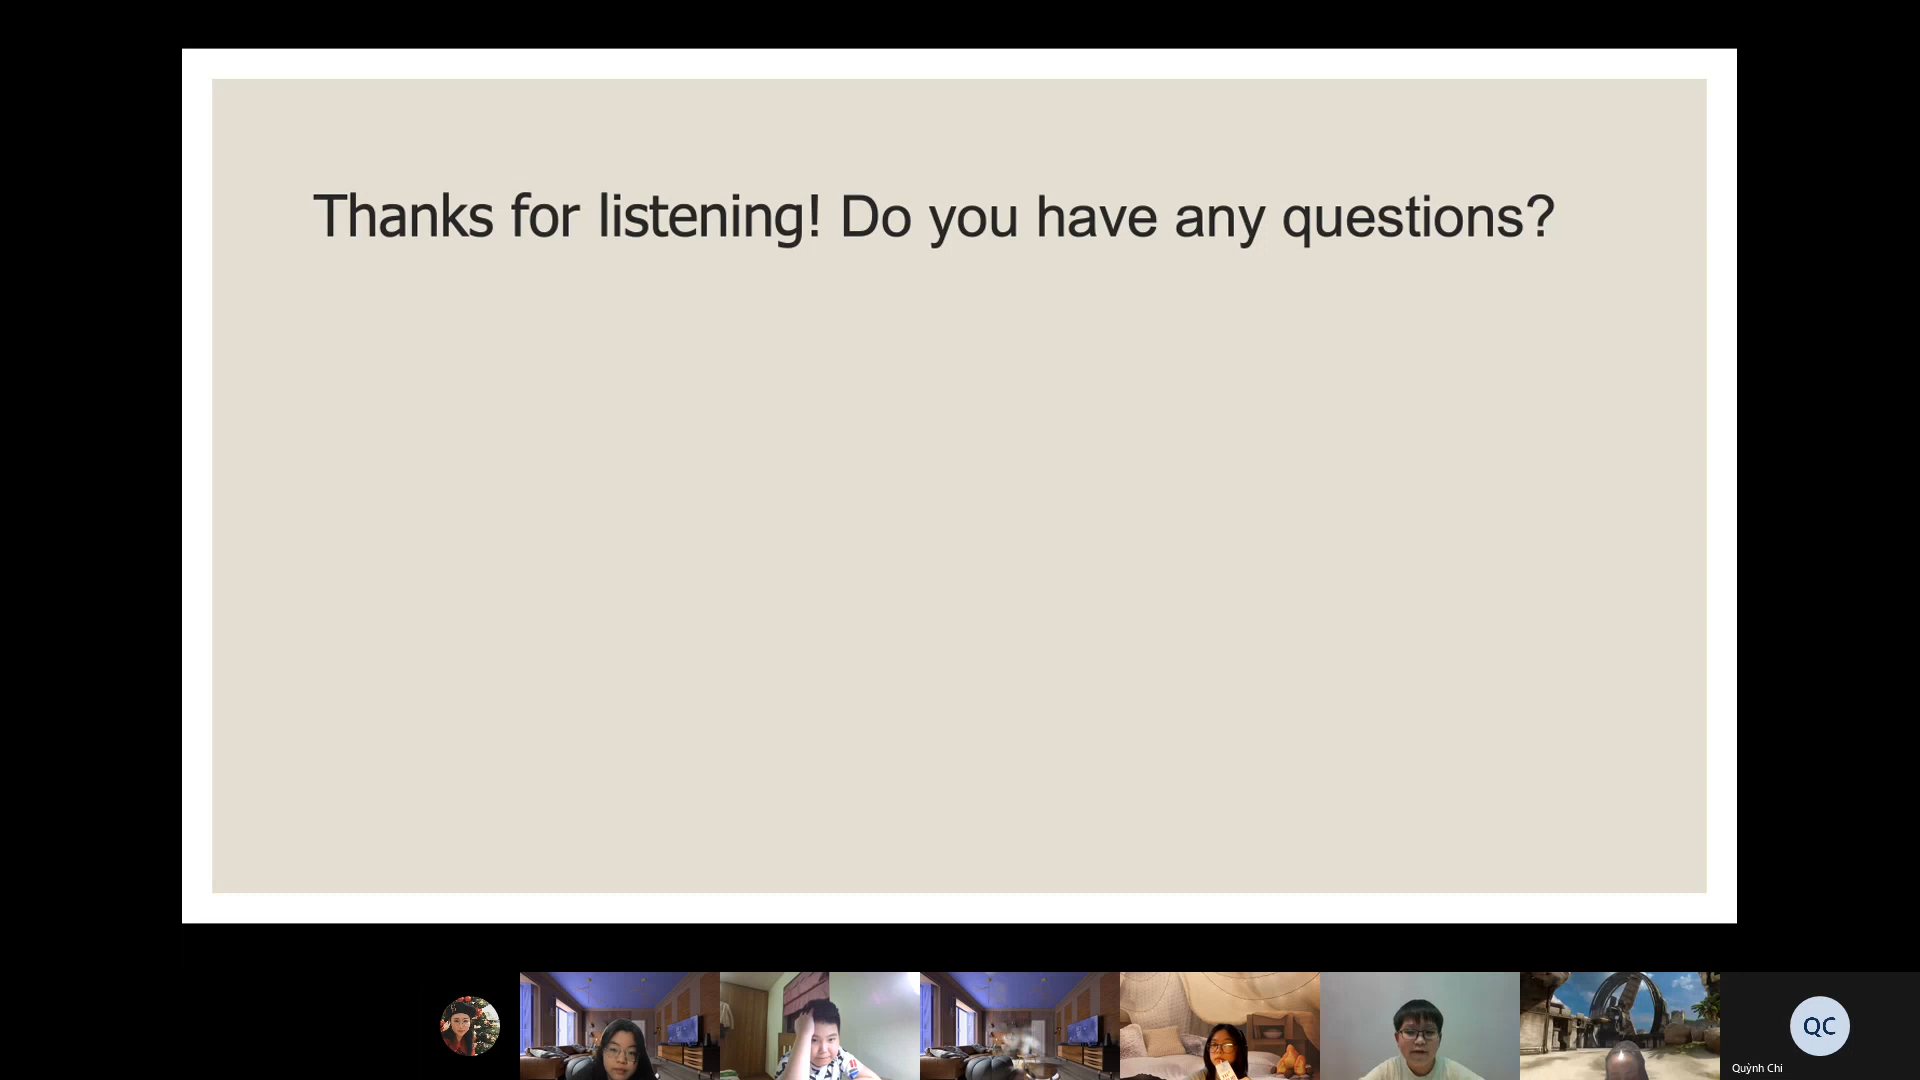 Thanks for listening! Do you have any questions?
QC
Quỳnh Chi